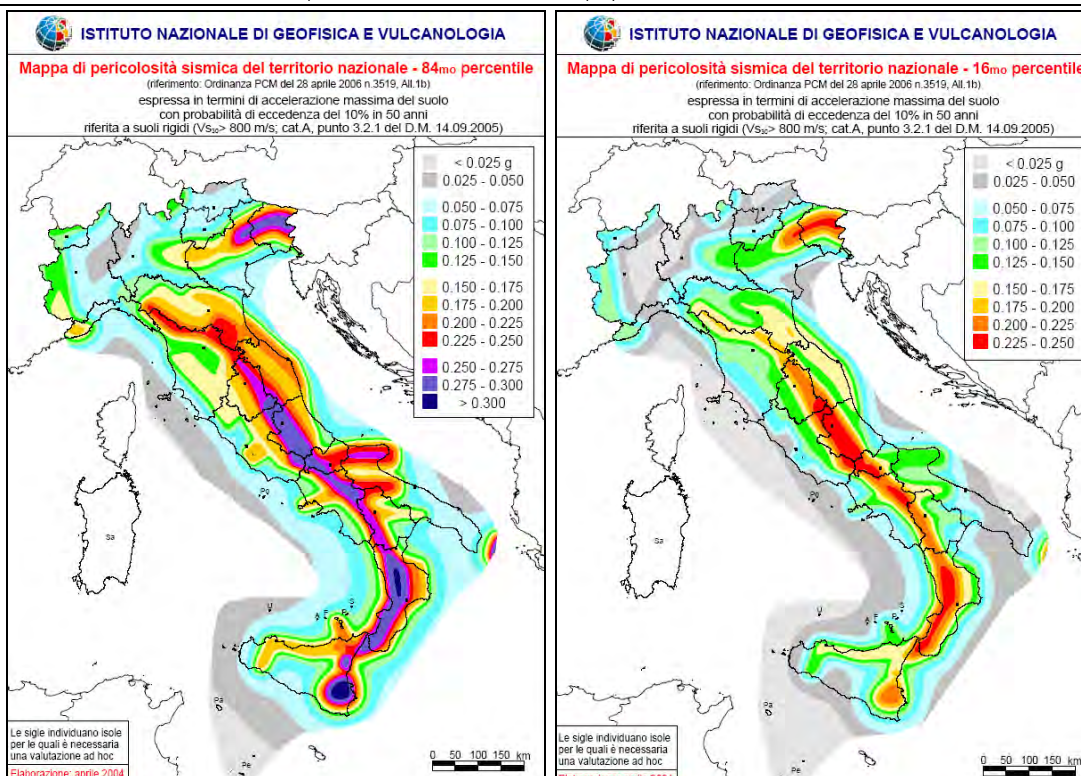 ISTITUTO NAZIONALE DI GEOFISICA E VULCANOLOGIA
Mappa di pericolosità sismica del territorio nazionale - 84mo percentile
(riferimento: Ordinanza PCM del 28 aprile 2006 n.3519, All.1b)
espressa in termini di accelerazione massima del suolo
con probabilità di eccedenza del 10% in 50 anni
riferita a suoli rigidi (Vs30> 800 m/s; cat.A, punto 3.2.1 del D.M. 14.09.2005)
< 0.025 g
0.025 - 0.050
0.050 - 0.075
0.075 - 0.100
0.100 - 0.125
0.125 - 0.150
0.150 - 0.175
0.175 - 0.200
0.200 - 0.225
0.225 - 0.250
0.250 - 0.275
0.275 - 0.300
> 0.300
Po
Sa
U
A
F
P
S
Pa
Pe
Le sigle individuano isole
per le quali è necessaria
una valutazione ad hoc
Elaborazione: aprile 2004
0 50 100 150 km
ISTITUTO NAZIONALE DI GEOFISICA E VULCANOLOGIA
Mappa di pericolosità sismica del territorio nazionale - 16mo percentile
(riferimento: Ordinanza PCM del 28 aprile 2006 n.3519, All.1b)
espressa in termini di accelerazione massima del suolo
con probabilità di eccedenza del 10% in 50 anni
riferita a suoli rigidi (Vs30> 800 m/s; cat.A, punto 3.2.1 del D.M. 14.09.2005)
< 0.025 g
0.025 - 0.050
0.050 - 0.075
0.075 - 0.100
0.100 - 0.125
0.125 - 0.150
0.150 - 0.175
0.175 - 0.200
0.200 - 0.225
0.225 - 0.250
Po
Sa
U
S
Pa
Pe
Le sigle individuano isole
per le quali è necessaria
una valutazione ad hoc
0 50 100 150 km